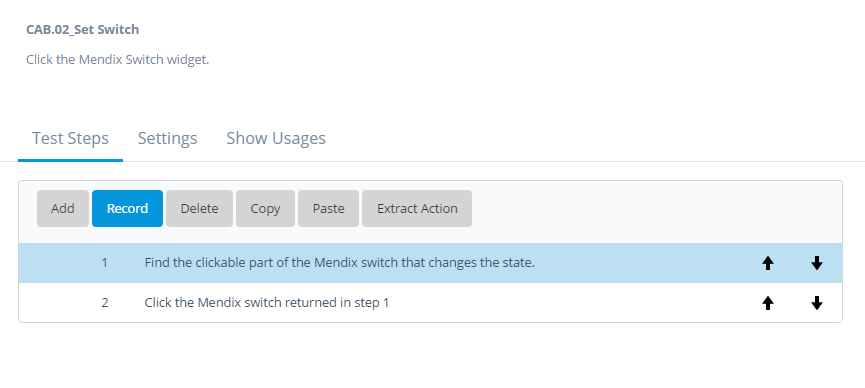 CAB.02_Set Switch
Click the Mendix Switch widget.
Test Steps Settings Show Usages
Add Record Delete Copy Paste Extract Action
1 Find the clickable part of the Mendix switch that changes the state.
2 Click the Mendix switch returned in step 1